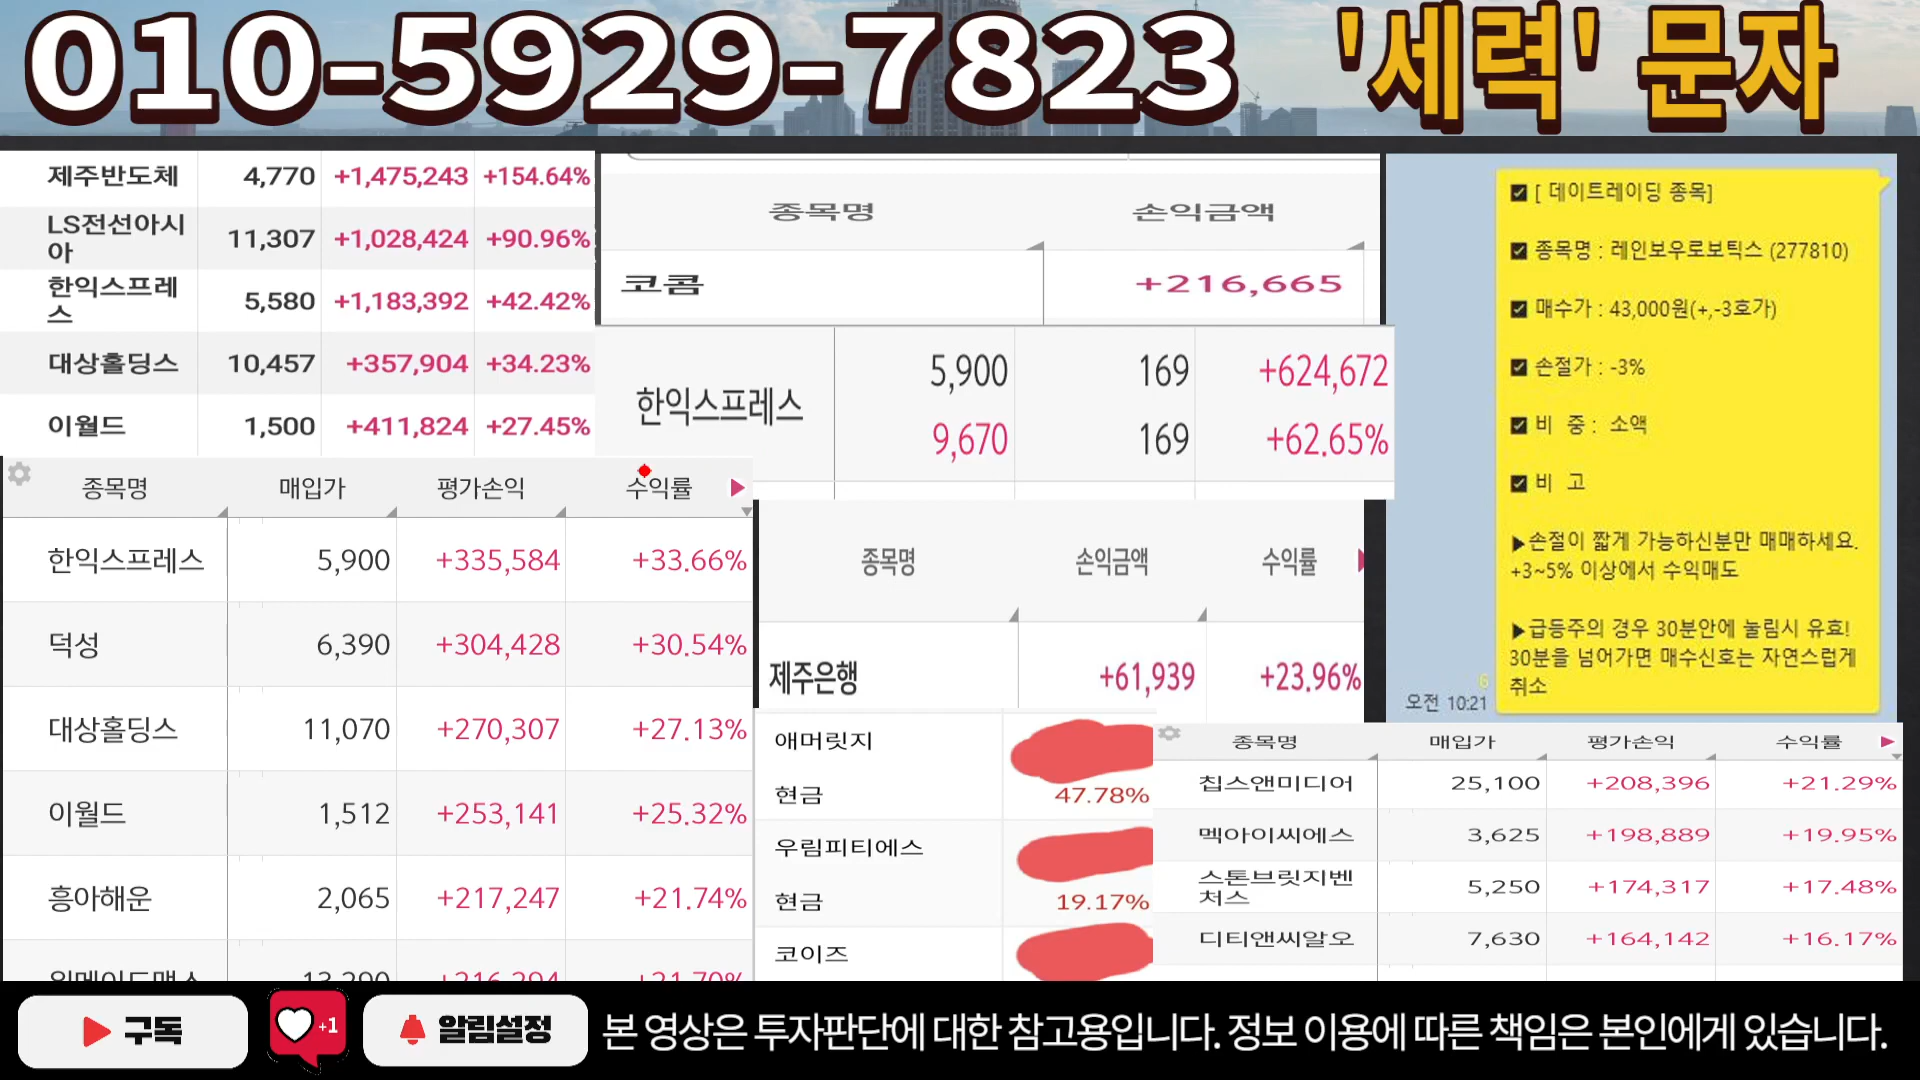 010-5929-7823 '세력' 문자
제주반도체 4,770 +1,475,243 +154.64%
LS전선아시아 11,307 +1,028,424 +90.96%
한익스프레스 5,580 +1,183,392 +42.42%
대상홀딩스 10,457 +357,904 +34.23%
이월드 1,500 +411,824 +27.45%
종목명 손익금액
코콤 +216,665
한익스프레스 5,900 169 +624,672
9,670 169 +62.65%
종목명 매입가 평가손익 수익률
한익스프레스 5,900 +335,584 +33.66%
덕성 6,390 +304,428 +30.54%
대상홀딩스 11,070 +270,307 +27.13%
이월드 1,512 +253,141 +25.32%
흥아해운 2,065 +217,247 +21.74%
종목명 손익금액 수익률
제주은행 +61,939 +23.96%
애머릿지
현금 47.78%
우림피티에스
현금 19.17%
코이즈
[ 데이트레이딩 종목]
종목명 : 레인보우로보틱스 (277810)
매수가 : 43,000원(+,-3호가)
손절가 : -3%
비 중 : 소액
비 고
▶손절이 짧게 가능하신분만 매매하세요.
+3~5% 이상에서 수익매도
▶급등주의 경우 30분안에 눌림시 유효!
30분을 넘어가면 매수신호는 자연스럽게
취소
6
오전 10:21
종목명 매입가 평가손익 수익률
칩스앤미디어 25,100 +208,396 +21.29%
멕아이씨에스 3,625 +198,889 +19.95%
스톤브릿지벤처스 5,250 +174,317 +17.48%
디티앤씨알오 7,630 +164,142 +16.17%
구독 +1 알림설정 본 영상은 투자판단에 대한 참고용입니다. 정보 이용에 따른 책임은 본인에게 있습니다.